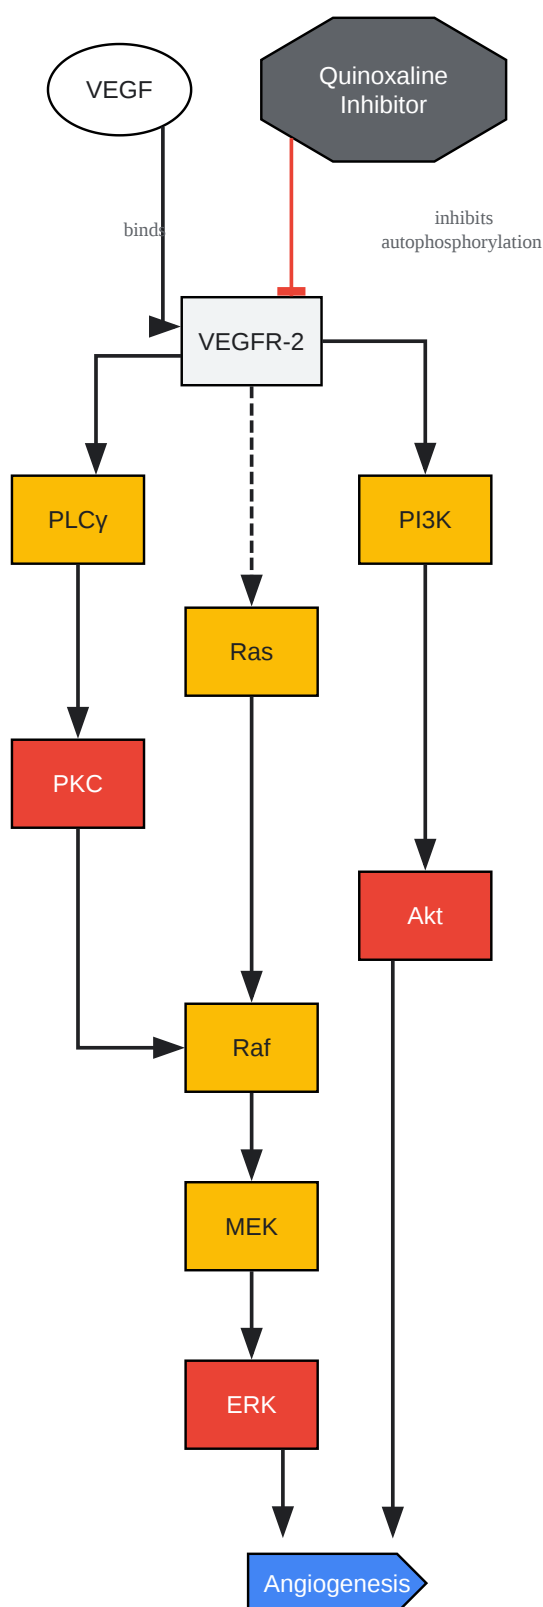 VEGF
Quinoxaline
Inhibitor
binds
inhibits
autophosphorylation
VEGFR-2
PLCγ
PI3K
Ras
PKC
Akt
Raf
MEK
ERK
Angiogenesis